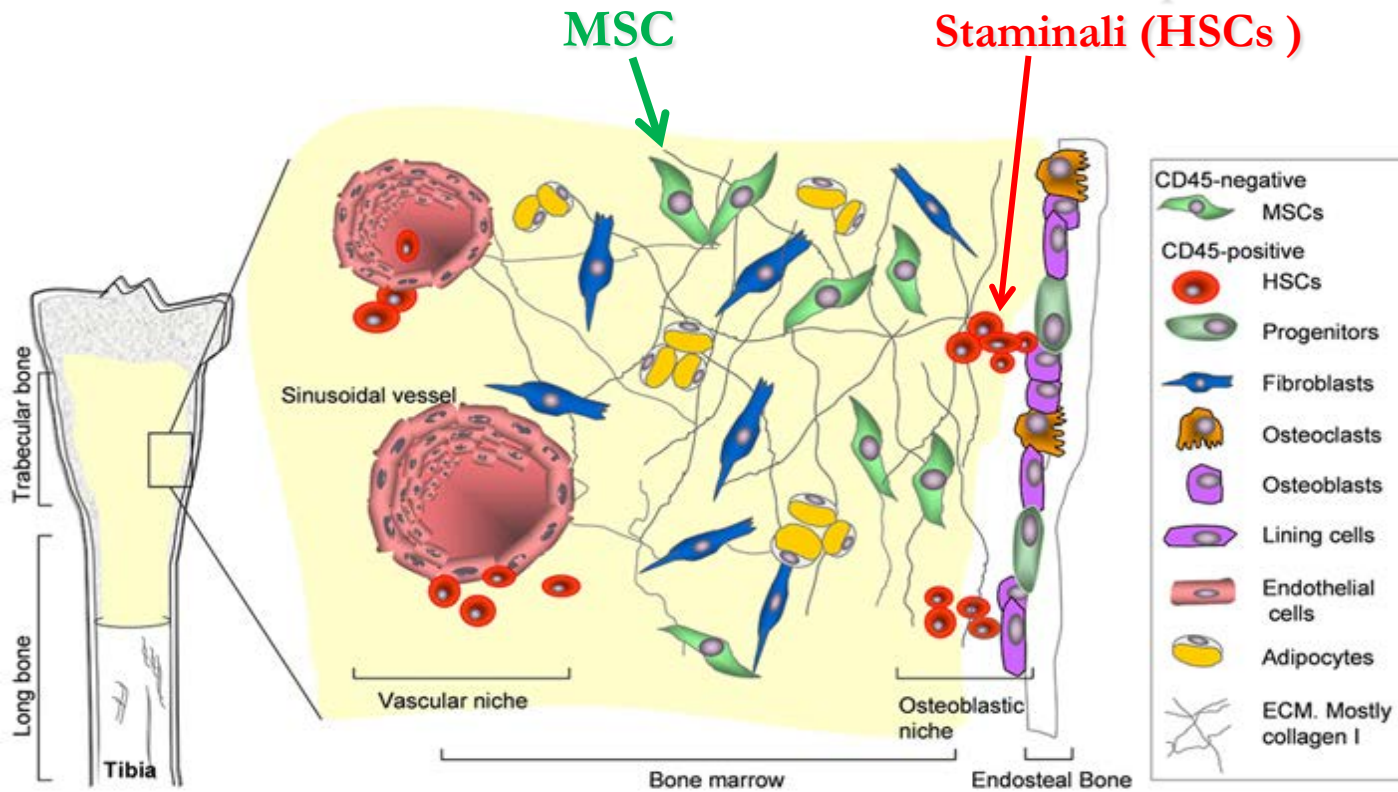 MSC
Staminali (HSCs )
CD45-negative
MSCs
CD45-positive
HSCs
Progenitors
Fibroblasts
Osteoclasts
Osteoblasts
Lining cells
Endothelial
cells
Adipocytes
ECM. Mostly
collagen I
Trabecular bone
Long bone
Tibia
Sinusoidal vessel
Vascular niche
Osteoblastic
niche
Bone marrow
Endosteal Bone